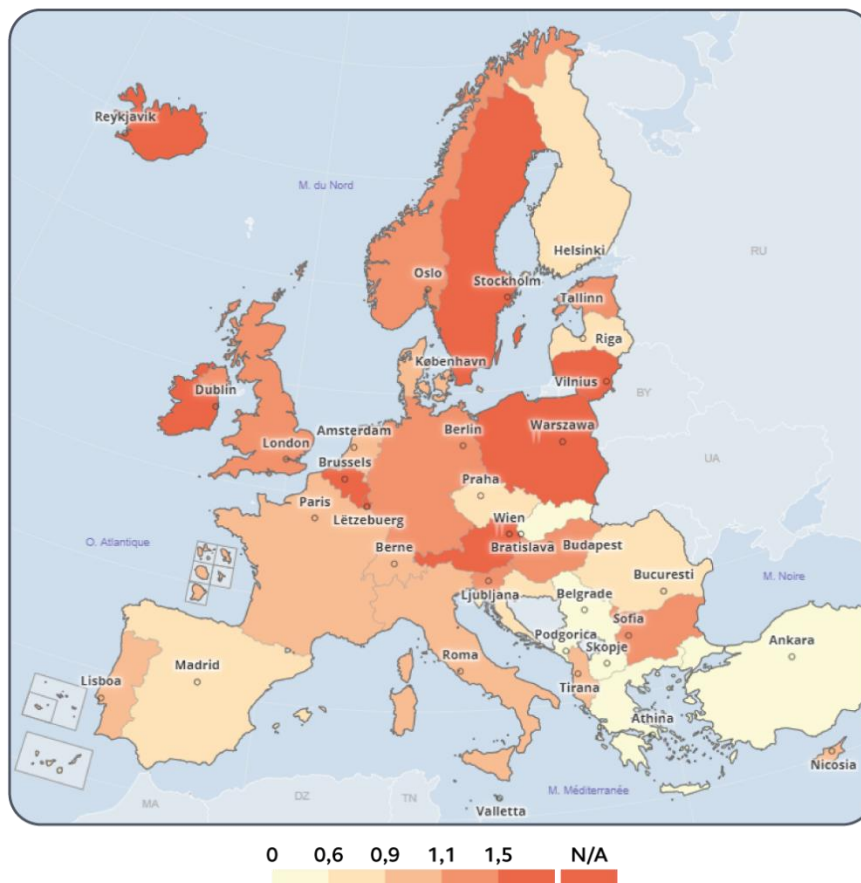 Reykjavik
M. du Nord
RU
Helsinki
Oslo
Stockholm
Tallinn
Riga
København
Vilnius
BY
Dublin
Amsterdam
Berlin
Warszawa
London
Brussels
UA
Praha
Paris
Lëtzebuerg
Wien
O. Atlantique
Berne
Bratislava
Budapest
Bucuresti
M. Noire
Ljubljana
Belgrade
Sofia
Podgorica
Skopje
Ankara
Roma
Madrid
Lisboa
Tirana
Athina
Nicosia
MA
DZ
TN
M. Méditerranée
Valletta
0 0,6 0,9 1,1 1,5 N/A